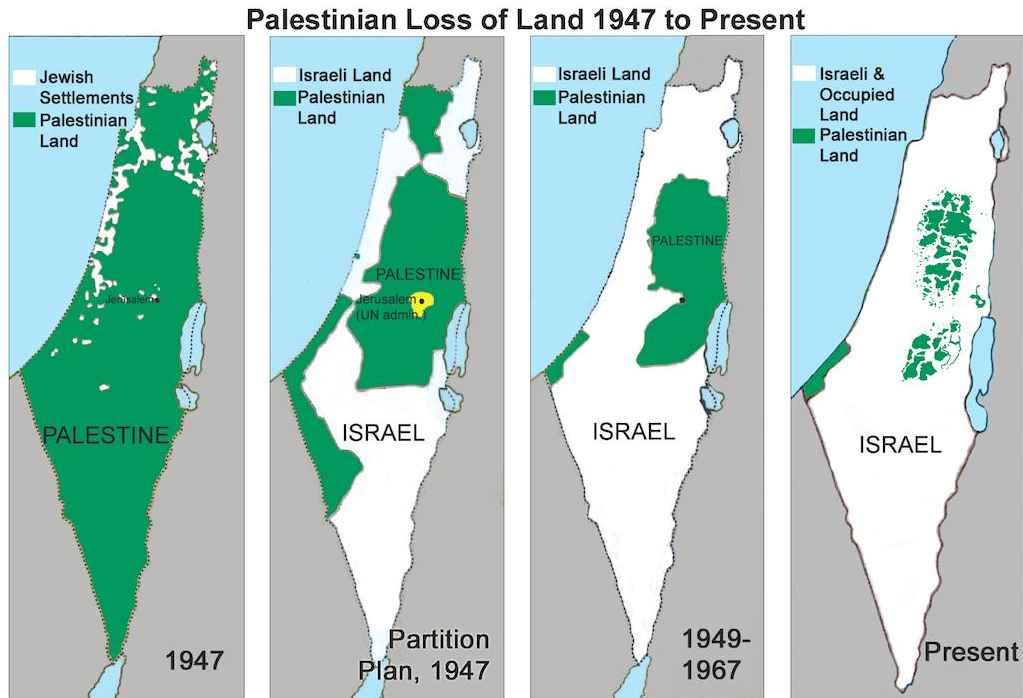 Palestinian Loss of Land 1947 to Present
Jewish
Settlements
Palestinian
Land
Jerusalem
PALESTINE
1947
Israeli Land
Palestinian
Land
PALESTINE
Jerusalem
(UN admin.)
ISRAEL
Partition
Plan, 1947
Israeli Land
Palestinian
Land
PALESTINE
ISRAEL
1949-
1967
Israeli &
Occupied
Land
Palestinian
Land
ISRAEL
Present